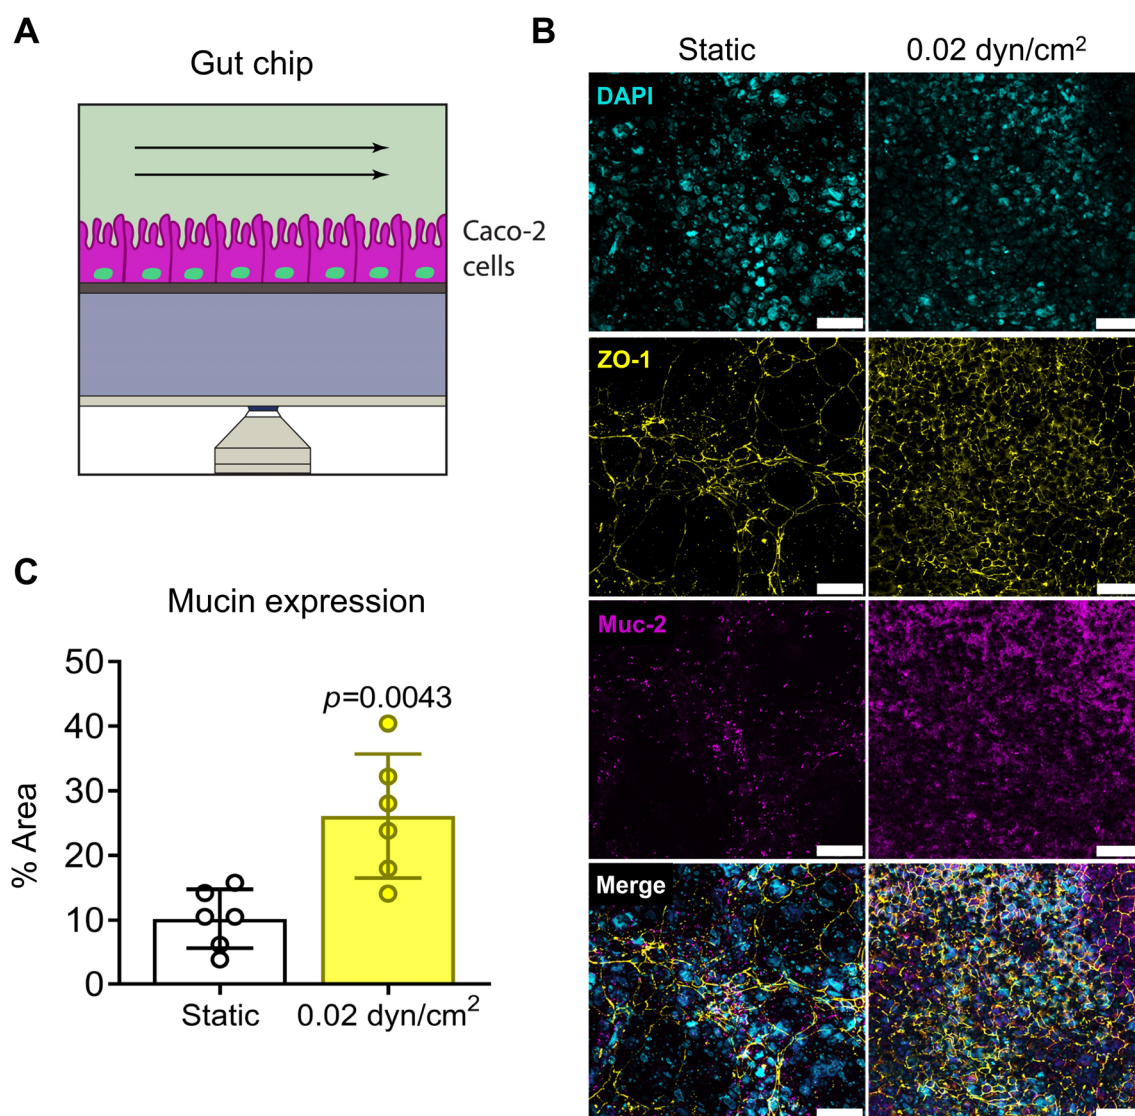 A
Gut chip
Caco-2
cells
B
Static
0.02 dyn/cm²
DAPI
ZO-1
Muc-2
Merge
C
Mucin expression
p=0.0043
50
40
30
20
10
0
% Area
Static
0.02 dyn/cm²